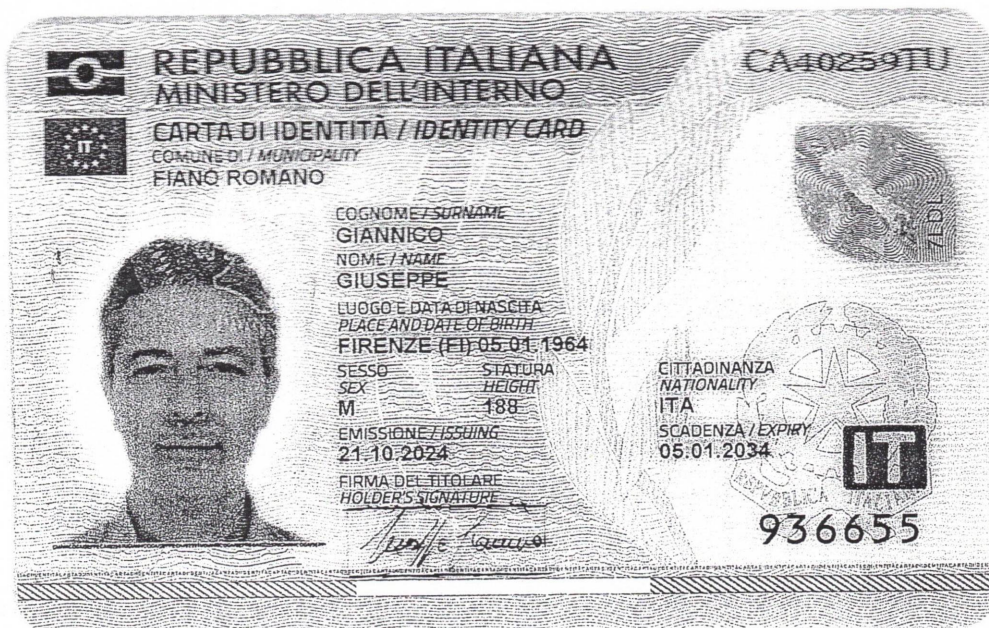 REPUBBLICA ITALIANA
CA40259TU
MINISTERO DELL'INTERNO
IT
CARTA DI IDENTITÀ / IDENTITY CARD
COMUNE DI / MUNICIPALITY
FIANO ROMANO
COGNOME / SURNAME
GIANNICO
NOME / NAME
GIUSEPPE
LUOGO E DATA DI NASCITA
PLACE AND DATE OF BIRTH
FIRENZE (FI) 05.01.1964
SESSO
SEX
M
STATURA
HEIGHT
188
CITTADINANZA
NATIONALITY
ITA
EMISSIONE / ISSUING
21.10.2024
SCADENZA / EXPIRY
05.01.2034
IT
FIRMA DEL TITOLARE
HOLDER'S SIGNATURE
REPVBBLICA ITALIANA
936655